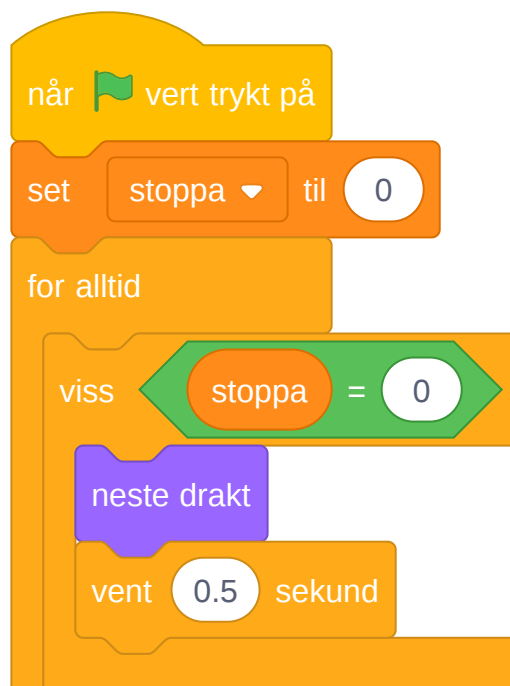 når vert trykt på
set stoppa til 0
for alltid
viss stoppa = 0
neste drakt
vent 0.5 sekund